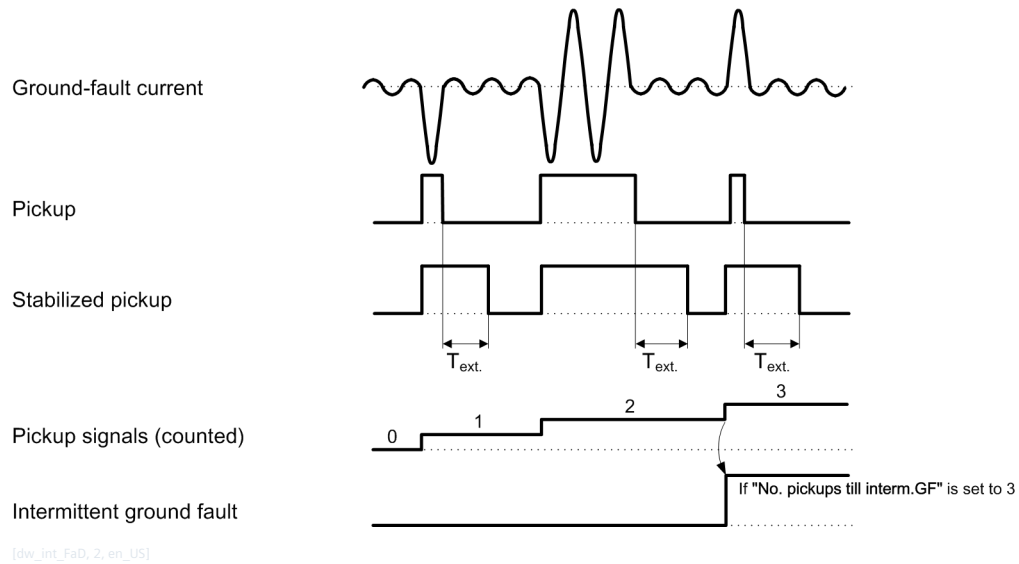 Ground-fault current
Pickup
Stabilized pickup
Text. Text. Text.
Pickup signals (counted)
0 1 2 3
If "No. pickups till interm.GF" is set to 3
Intermittent ground fault
[dw_int_FaD, 2, en_US]